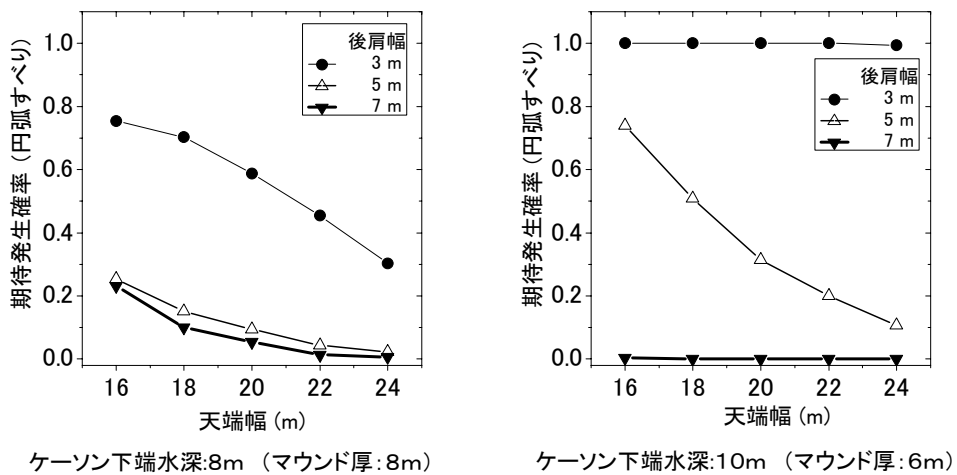 期待発生確率 (円弧すべり)
1.0
0.8
0.6
0.4
0.2
0.0
後肩幅
3 m
5 m
7 m
16 18 20 22 24
天端幅 (m)
ケーソン下端水深:8m (マウンド厚:8m)
期待発生確率 (円弧すべり)
1.0
0.8
0.6
0.4
0.2
0.0
後肩幅
3 m
5 m
7 m
16 18 20 22 24
天端幅 (m)
ケーソン下端水深:10m (マウンド厚:6m)